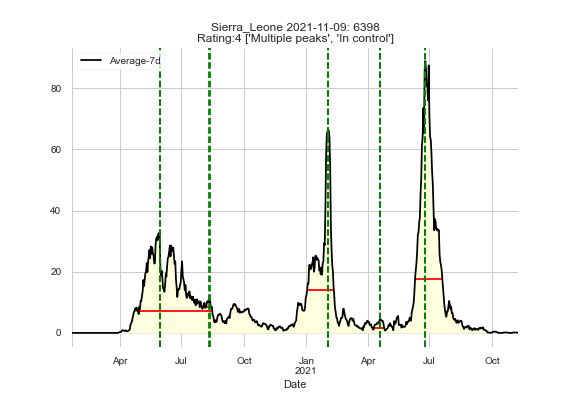 Sierra_Leone 2021-11-09: 6398
Rating:4 ['Multiple peaks', 'In control']
Average-7d
80
60
40
20
0
Apr
Jul
Oct
Jan
2021
Apr
Jul
Oct
Date